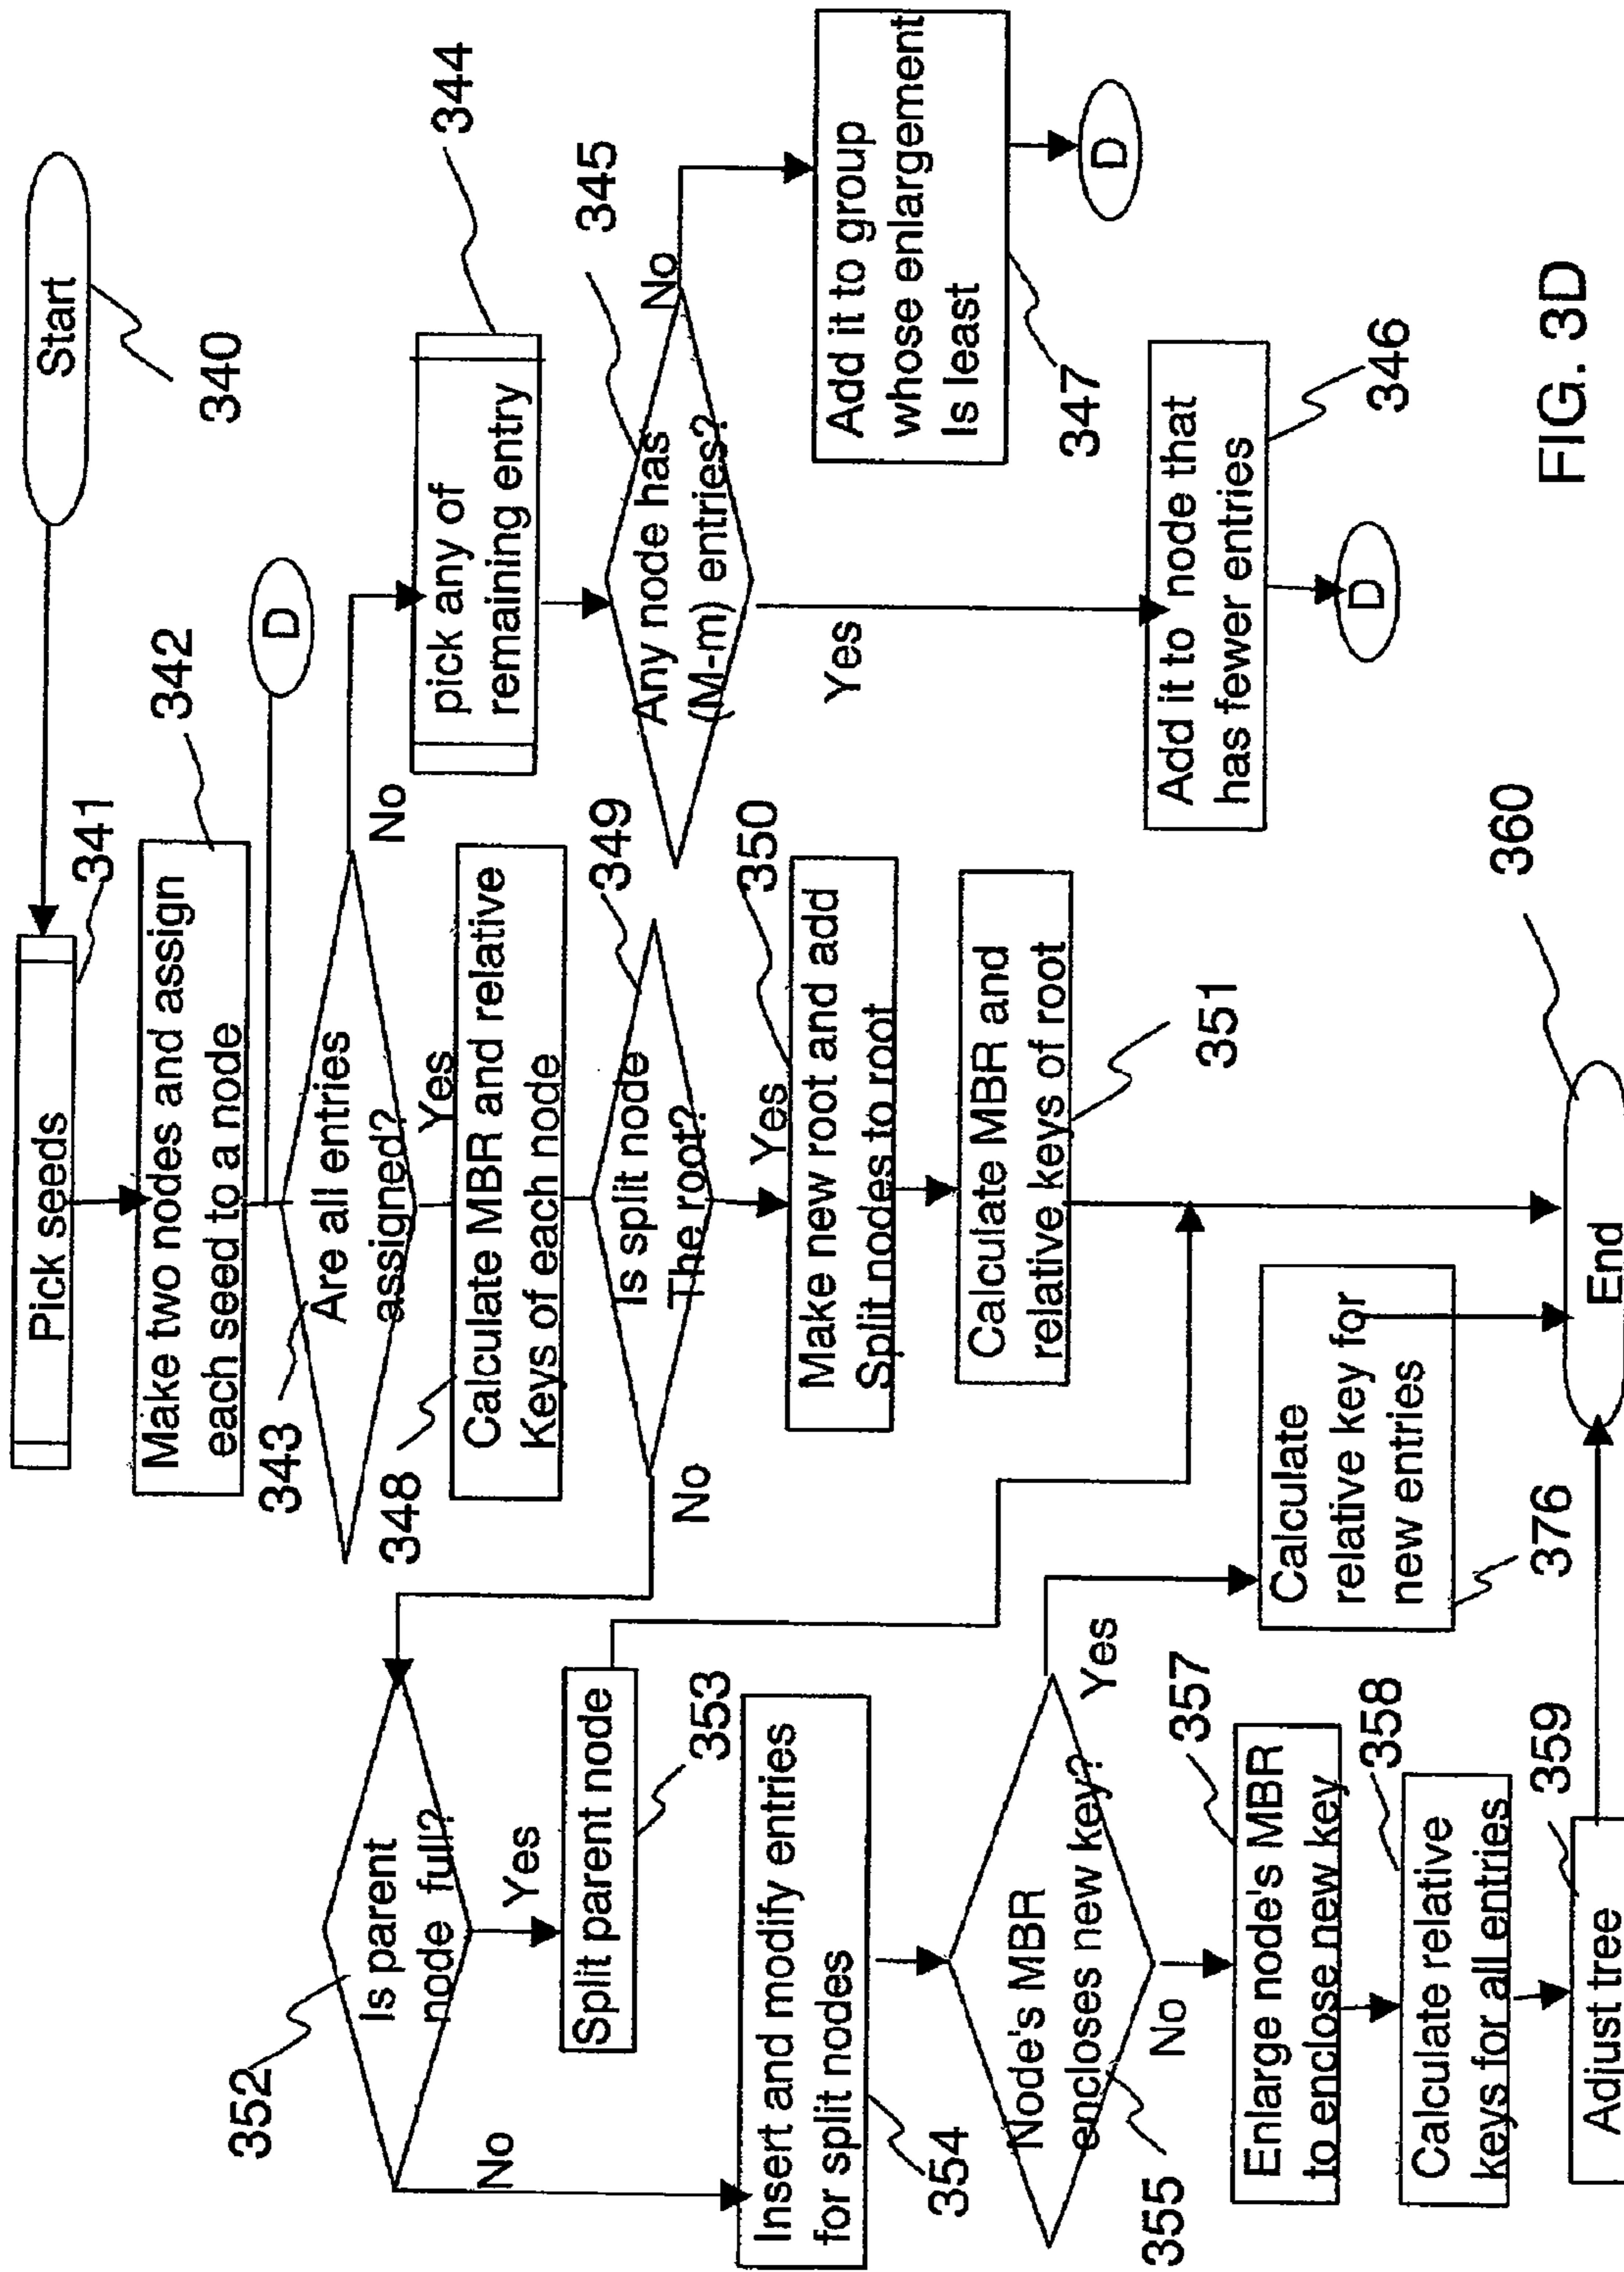 Start
340
Pick seeds
341
Make two nodes and assign
each seed to a node
342
D
Are all entries
assigned?
343
No
Yes
pick any of
remaining entry
344
Any node has
(M-m) entries?
345
No
Yes
Add it to group
whose enlargement
Is least
347
D
Add it to node that
has fewer entries
346
D
Calculate MBR and relative
Keys of each node
348
Is split node
The root?
349
Yes
No
Make new root and add
Split nodes to root
350
Calculate MBR and
relative keys of root
351
Is parent
node full?
352
Yes
No
Split parent node
353
Insert and modify entries
for split nodes
354
Node's MBR
encloses new key?
355
Yes
No
Calculate
relative key for
new entries
376
Enlarge node's MBR
to enclose new key
357
Calculate relative
keys for all entries
358
Adjust tree
359
End
360
FIG. 3D